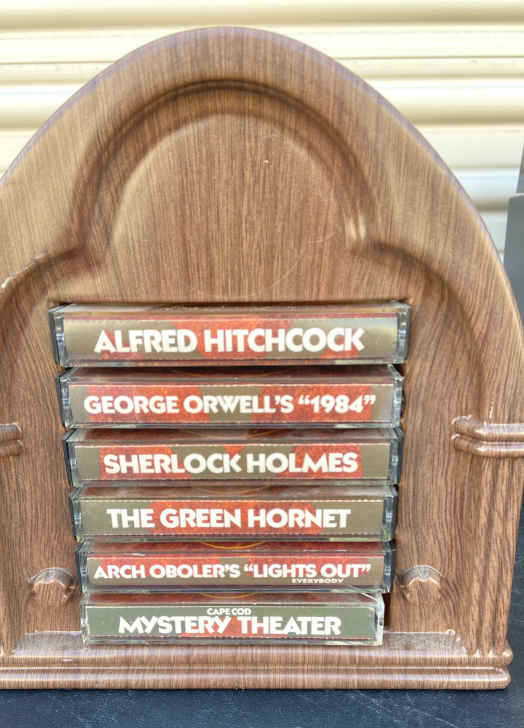 ALFRED HITCHCOCK
GEORGE ORWELL'S "1984"
SHERLOCK HOLMES
THE GREEN HORNET
ARCH OBOLER'S "LIGHTS OUT"
EVERYBODY
CAPE COD
MYSTERY THEATER